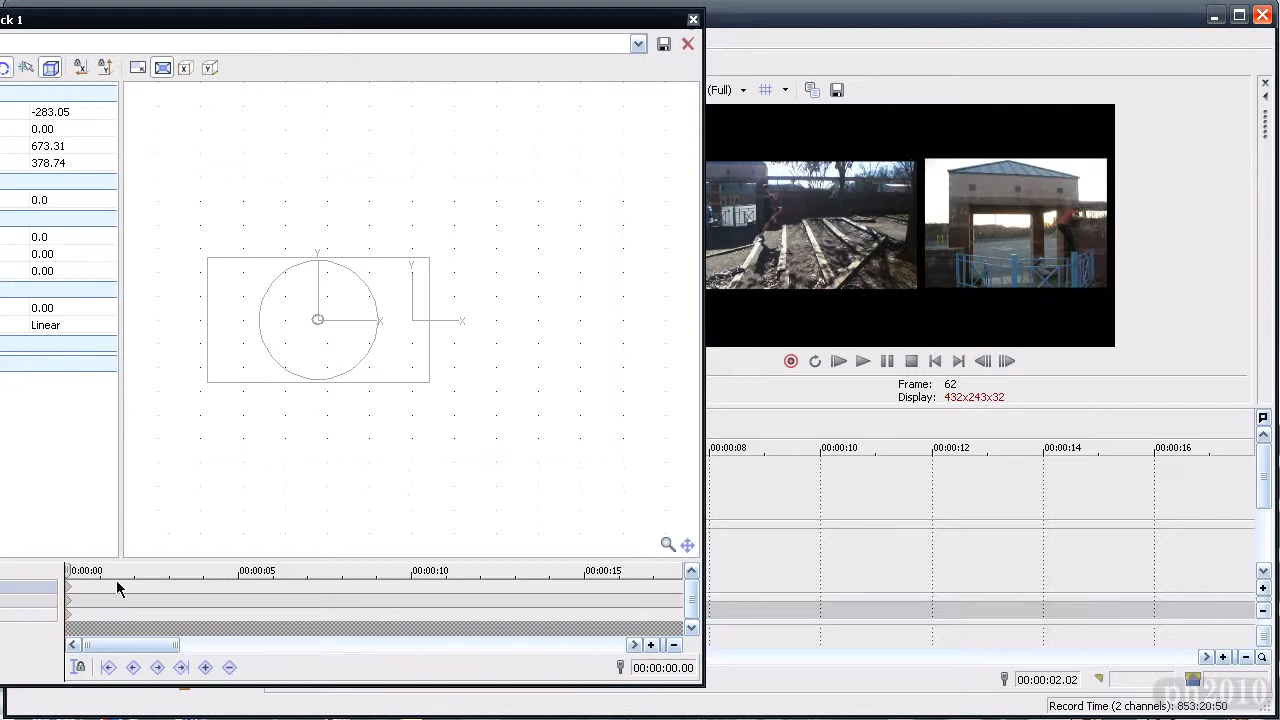 ck 1
(Full)
-283.05
0.00
673.31
378.74
0.0
0.0
0.00
0.00
0.00
Linear
Y
Y
X
X
Frame: 62
Display: 432x243x32
00:00:08 00:00:10 00:00:12 00:00:14 00:00:16
0:00:00 00:00:05 00:00:10 00:00:15
00:00:00.00
00:00:02.02
Record Time (2 channels): 853:20:50